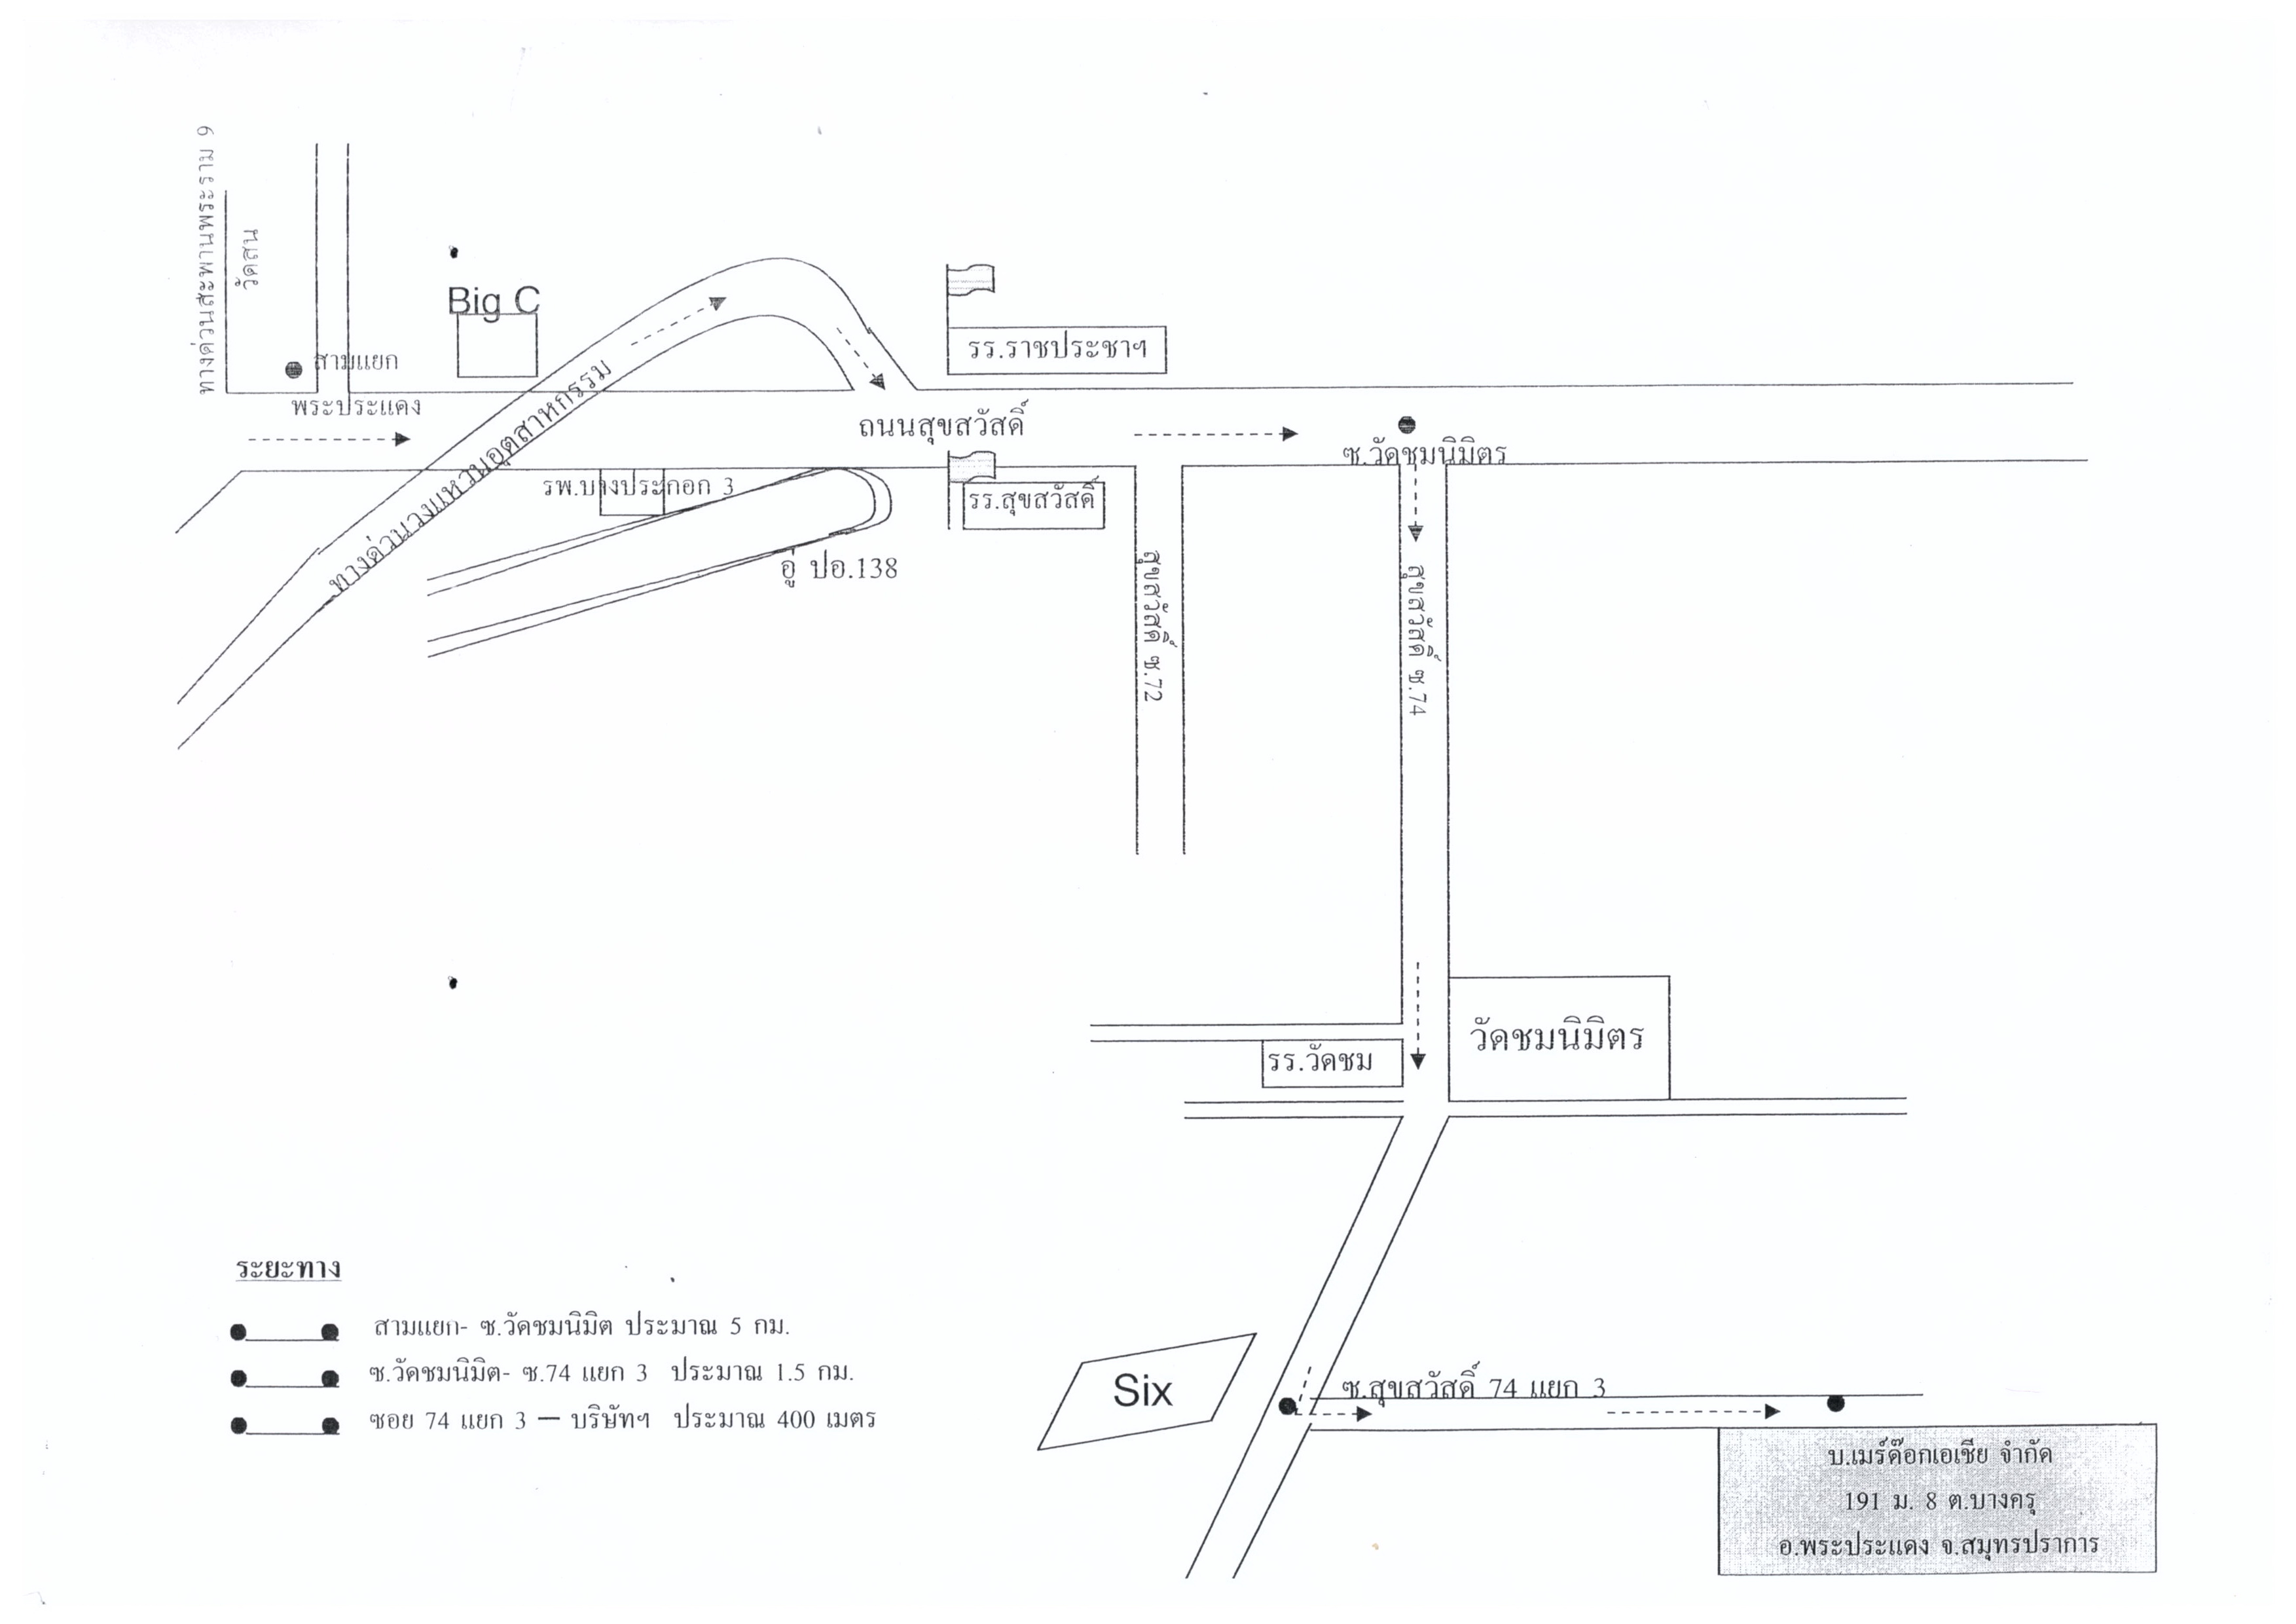 ทางด่วนสะพานพระราม 9
วัดสน
Big C
สามแยก
พระประแดง
ทางด่วนวงแหวนอุตสาหกรรม
รร.ราชประชาฯ
ถนนสุขสวัสดิ์
ซ.วัดชมนิมิตร
รพ.บางประกอก 3
รร.สุขสวัสดิ์
อู่ ปอ.138
สุขสวัสดิ์ ซ.72
สุขสวัสดิ์ ซ.74
วัดชมนิมิตร
รร.วัดชม
ระยะทาง
สามแยก- ซ.วัดชมนิมิต ประมาณ 5 กม.
ซ.วัดชมนิมิต- ซ.74 แยก 3 ประมาณ 1.5 กม.
ซอย 74 แยก 3 — บริษัทฯ ประมาณ 400 เมตร
Six
ซ.สุขสวัสดิ์ 74 แยก 3
บ.เมร์ด๊อกเอเชีย จำกัด
191 ม. 8 ต.บางครุ
อ.พระประแดง จ.สมุทรปราการ